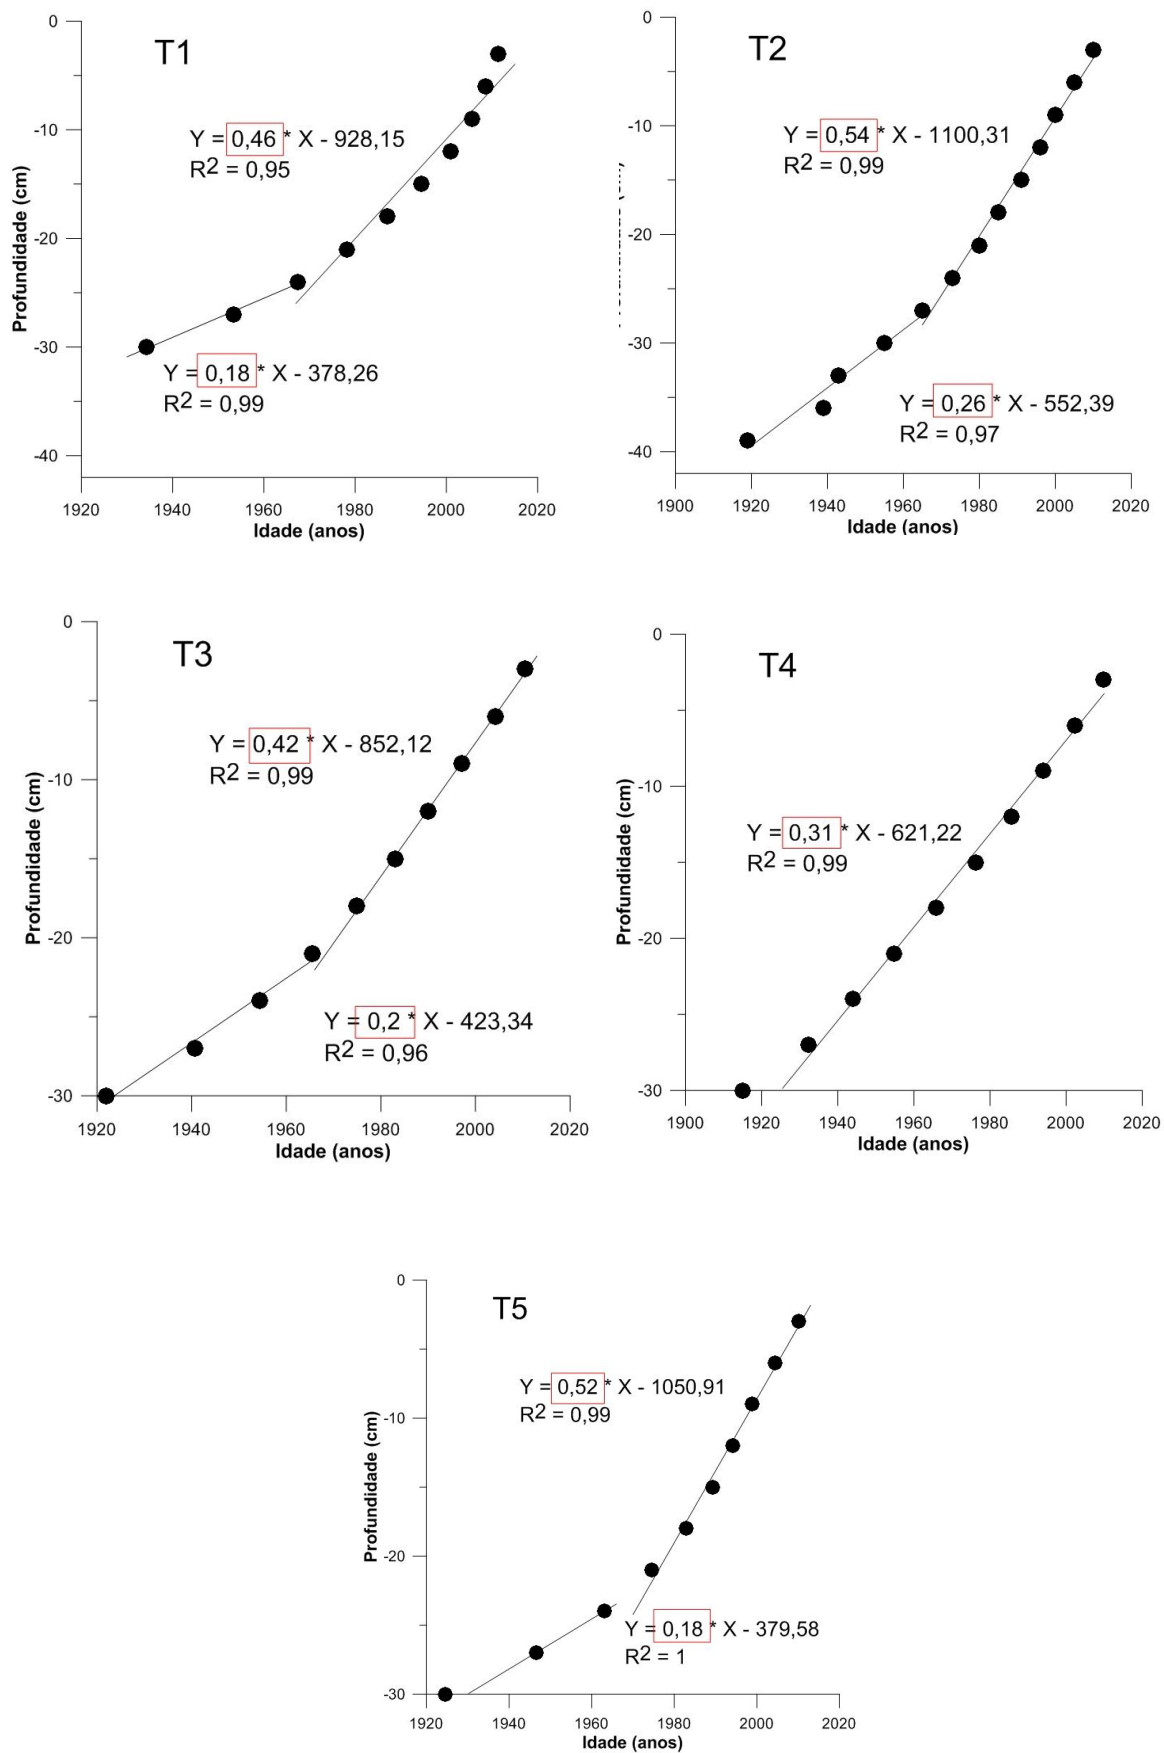 T1
0
-10
-20
-30
-40
Profundidade (cm)
Y = 0,46 * X - 928,15
R2 = 0,95
Y = 0,18 * X - 378,26
R2 = 0,99
1920 1940 1960 1980 2000 2020
Idade (anos)
T2
0
-10
-20
-30
-40
Y = 0,54 * X - 1100,31
R2 = 0,99
Y = 0,26 * X - 552,39
R2 = 0,97
1900 1920 1940 1960 1980 2000 2020
Idade (anos)
T3
0
-10
-20
-30
Profundidade (cm)
Y = 0,42 * X - 852,12
R2 = 0,99
Y = 0,2 * X - 423,34
R2 = 0,96
1920 1940 1960 1980 2000 2020
Idade (anos)
T4
0
-10
-20
-30
Profundidade (cm)
Y = 0,31 * X - 621,22
R2 = 0,99
1900 1920 1940 1960 1980 2000 2020
Idade (anos)
T5
0
-10
-20
-30
Profundidade (cm)
Y = 0,52 * X - 1050,91
R2 = 0,99
Y = 0,18 * X - 379,58
R2 = 1
1920 1940 1960 1980 2000 2020
Idade (anos)